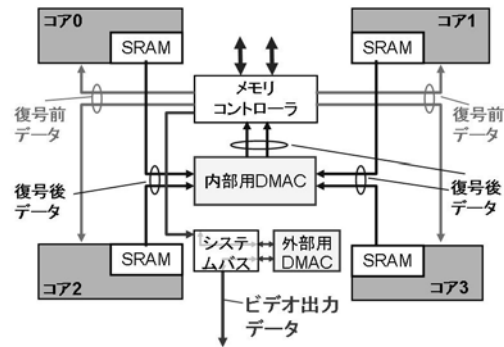 コア0
SRAM
コア1
SRAM
メモリ
コントローラ
復号前
データ
復号前
データ
内部用DMAC
復号後
データ
復号後
データ
システ
ムバス
外部用
DMAC
SRAM
コア2
SRAM
コア3
ビデオ出力
データ